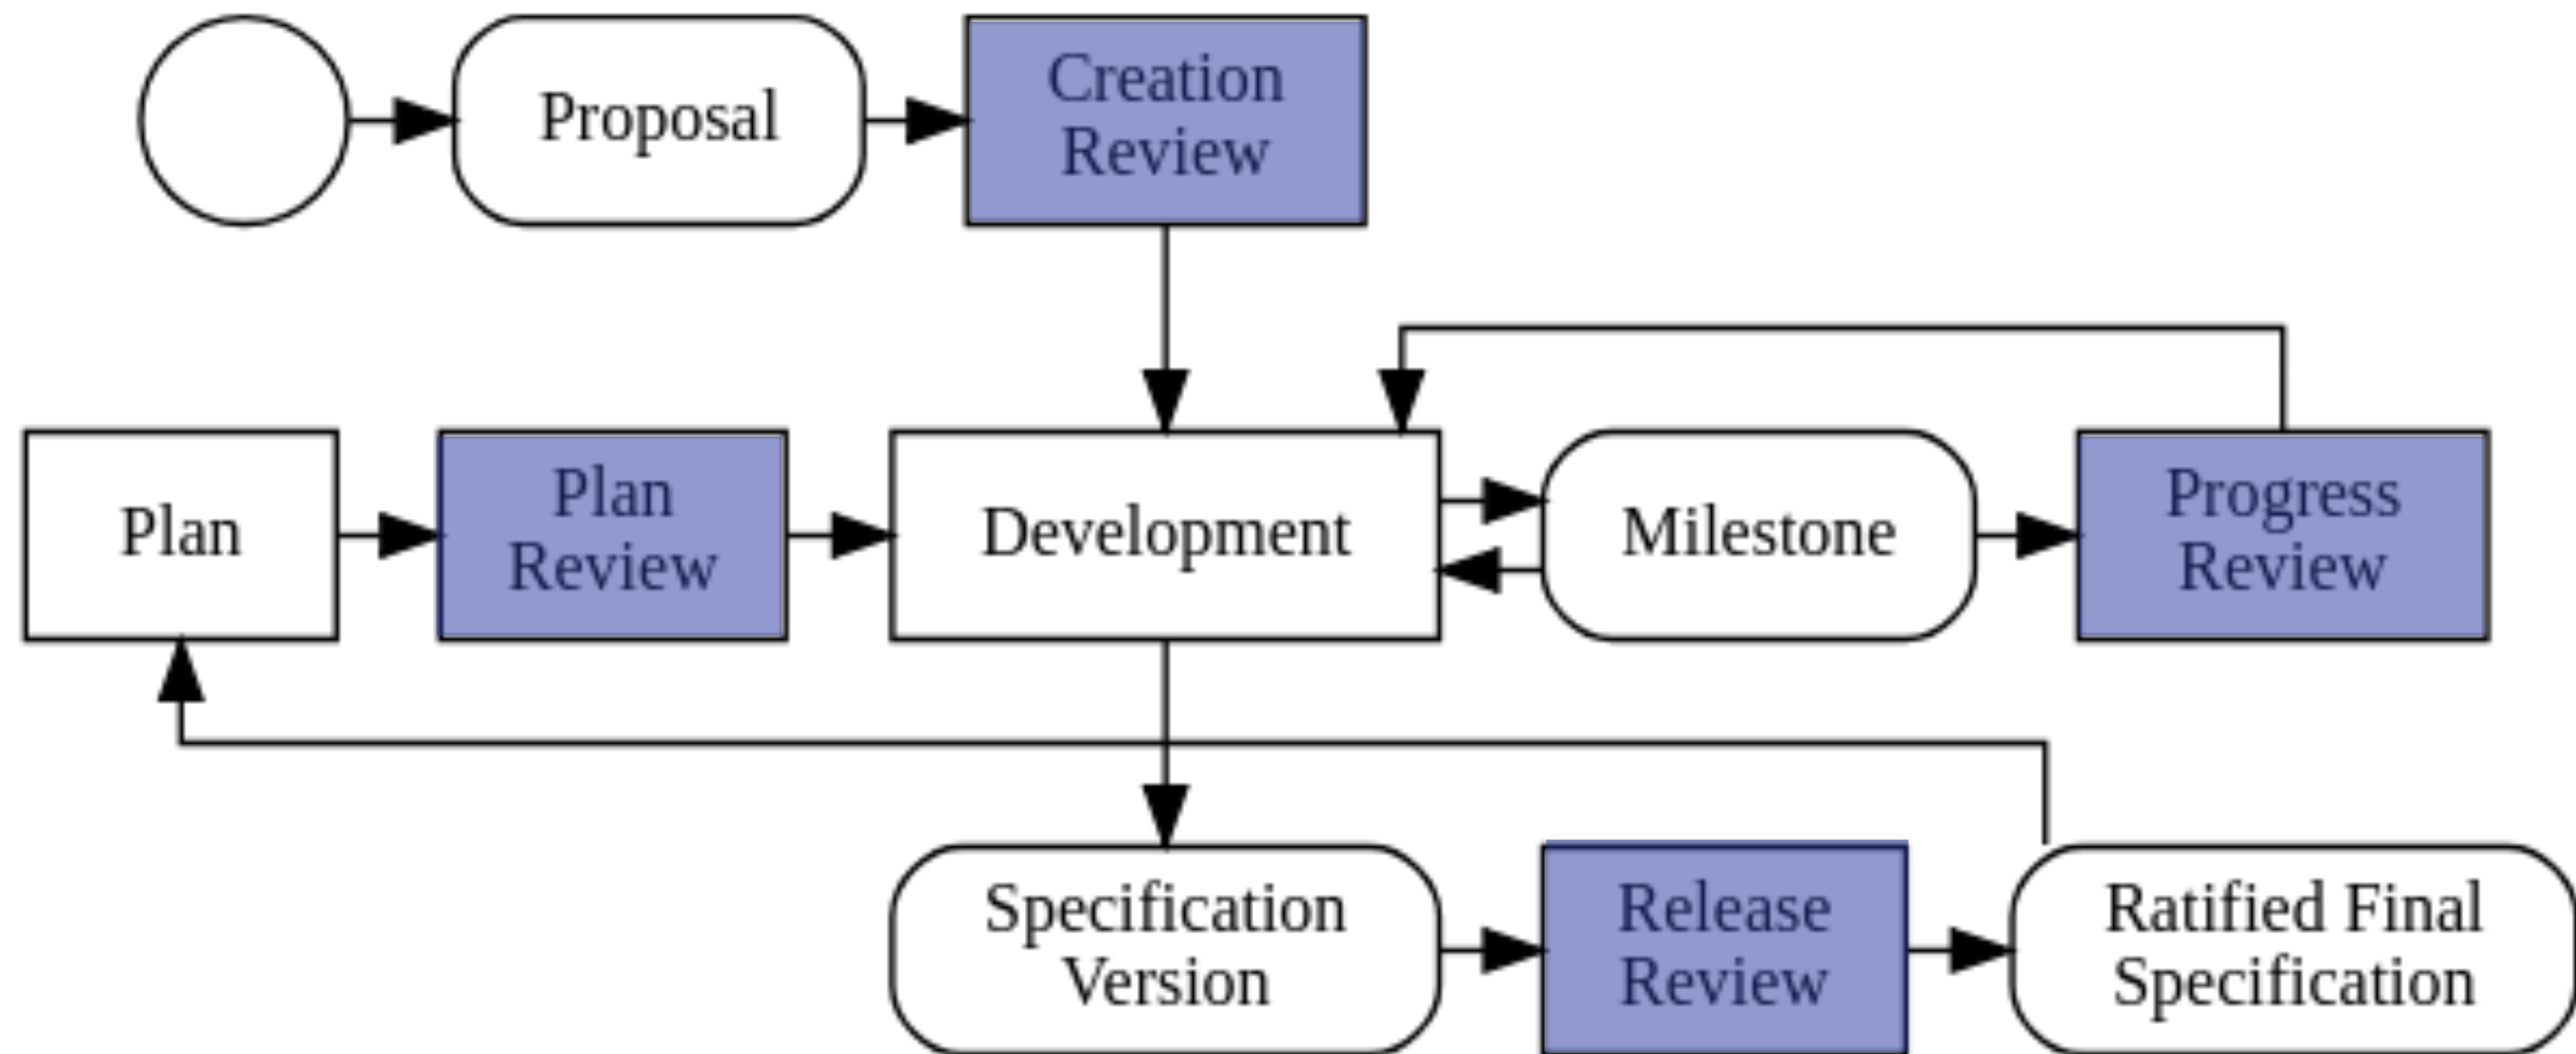 Proposal
Creation
Review
Plan
Plan
Review
Development
Milestone
Progress
Review
Specification
Version
Release
Review
Ratified Final
Specification